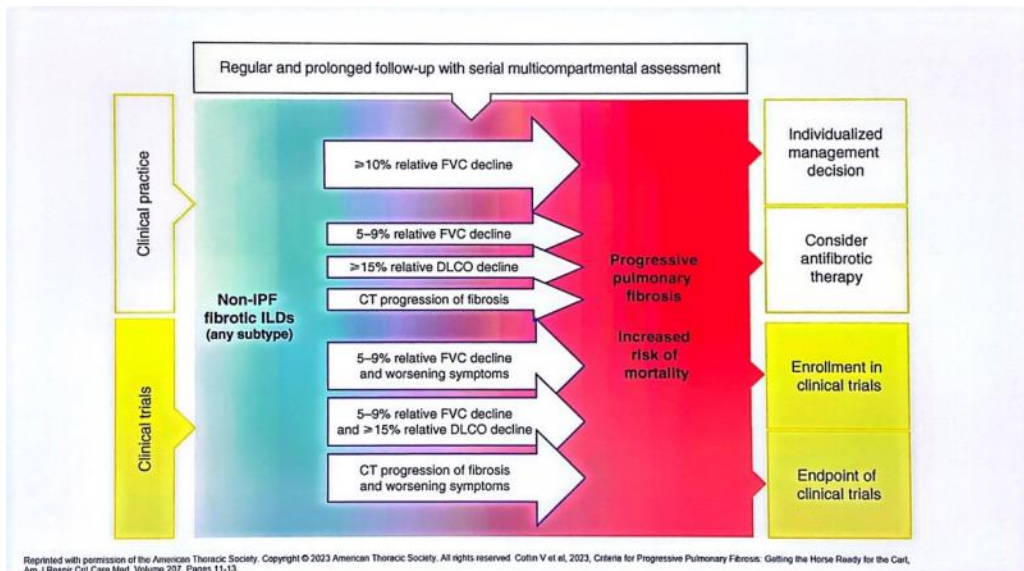 Regular and prolonged follow-up with serial multicompartmental assessment
Clinical practice
Clinical trials
Non-IPF
fibrotic ILDs
(any subtype)
≥10% relative FVC decline
5–9% relative FVC decline
≥15% relative DLCO decline
CT progression of fibrosis
5–9% relative FVC decline
and worsening symptoms
5–9% relative FVC decline
and ≥15% relative DLCO decline
CT progression of fibrosis
and worsening symptoms
Progressive
pulmonary
fibrosis
Increased
risk of
mortality
Individualized
management
decision
Consider
antifibrotic
therapy
Enrollment in
clinical trials
Endpoint of
clinical trials
Reprinted with permission of the American Thoracic Society. Copyright © 2023 American Thoracic Society. All rights reserved. Cottin V et el, 2023, Criteria for Progressive Pulmonary Fibrosis: Getting the Horse Ready for the Cart,
Am J Respir Crit Care Med, Volume 207, Pages 11-13